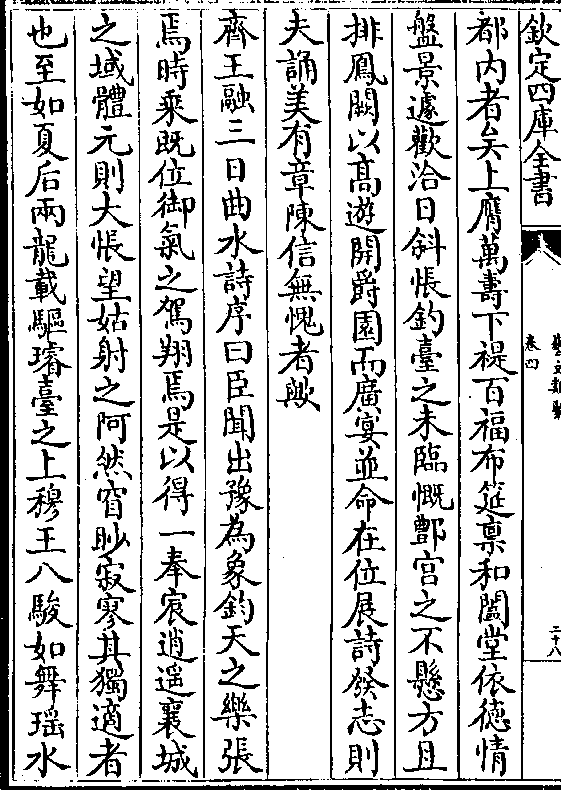 欽定四庫全書
藝文類聚
卷四
二十八
都内者矣上膺萬壽下禔百福布筵稟和闔堂依德情
盤景遽歡洽日斜悵釣臺之未臨慨酆宮之不懸方且
排鳳闕以高遊開爵園而廣宴並命在位展詩發志則
夫誦美有章陳信無愧者歟
齊王融三日曲水詩序曰臣聞出豫為象鈞天之樂張
焉時乘既位御氣之駕翔焉是以得一奉宸逍遥襄城
之域體元則大悵望姑射之阿然窅眇寂寥其獨適者
也至如夏后兩龍載驅璿臺之上穆王八駿如舞瑶水